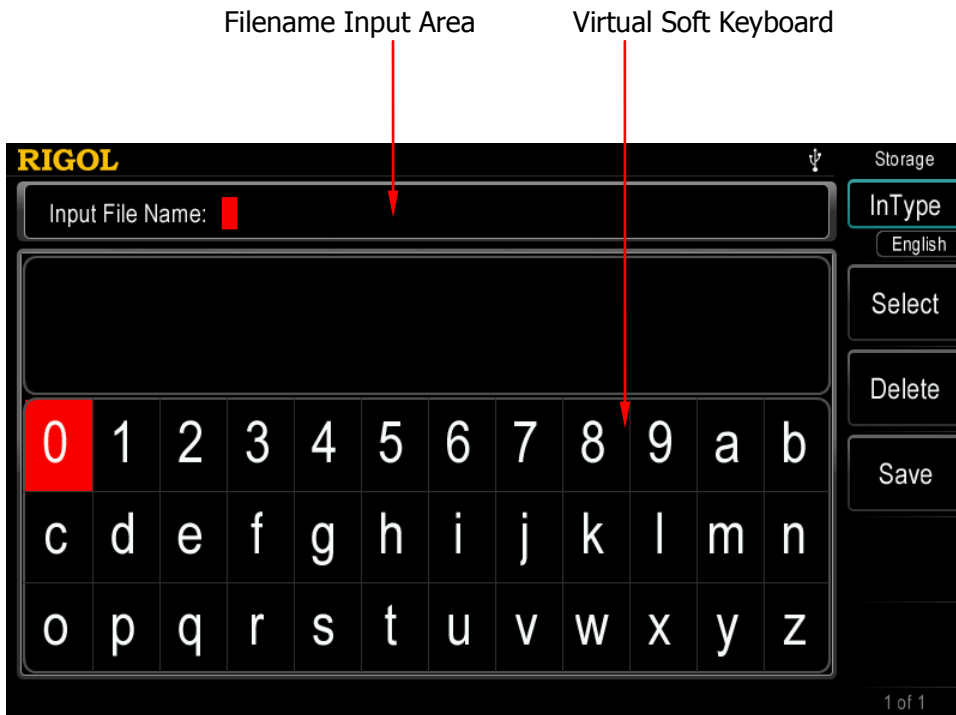 Filename Input Area Virtual Soft Keyboard
RIGOL Storage
Input File Name: InType
English
Select
Delete
0 1 2 3 4 5 6 7 8 9 a b
Save
c d e f g h i j k l m n
o p q r s t u v w x y z
1 of 1